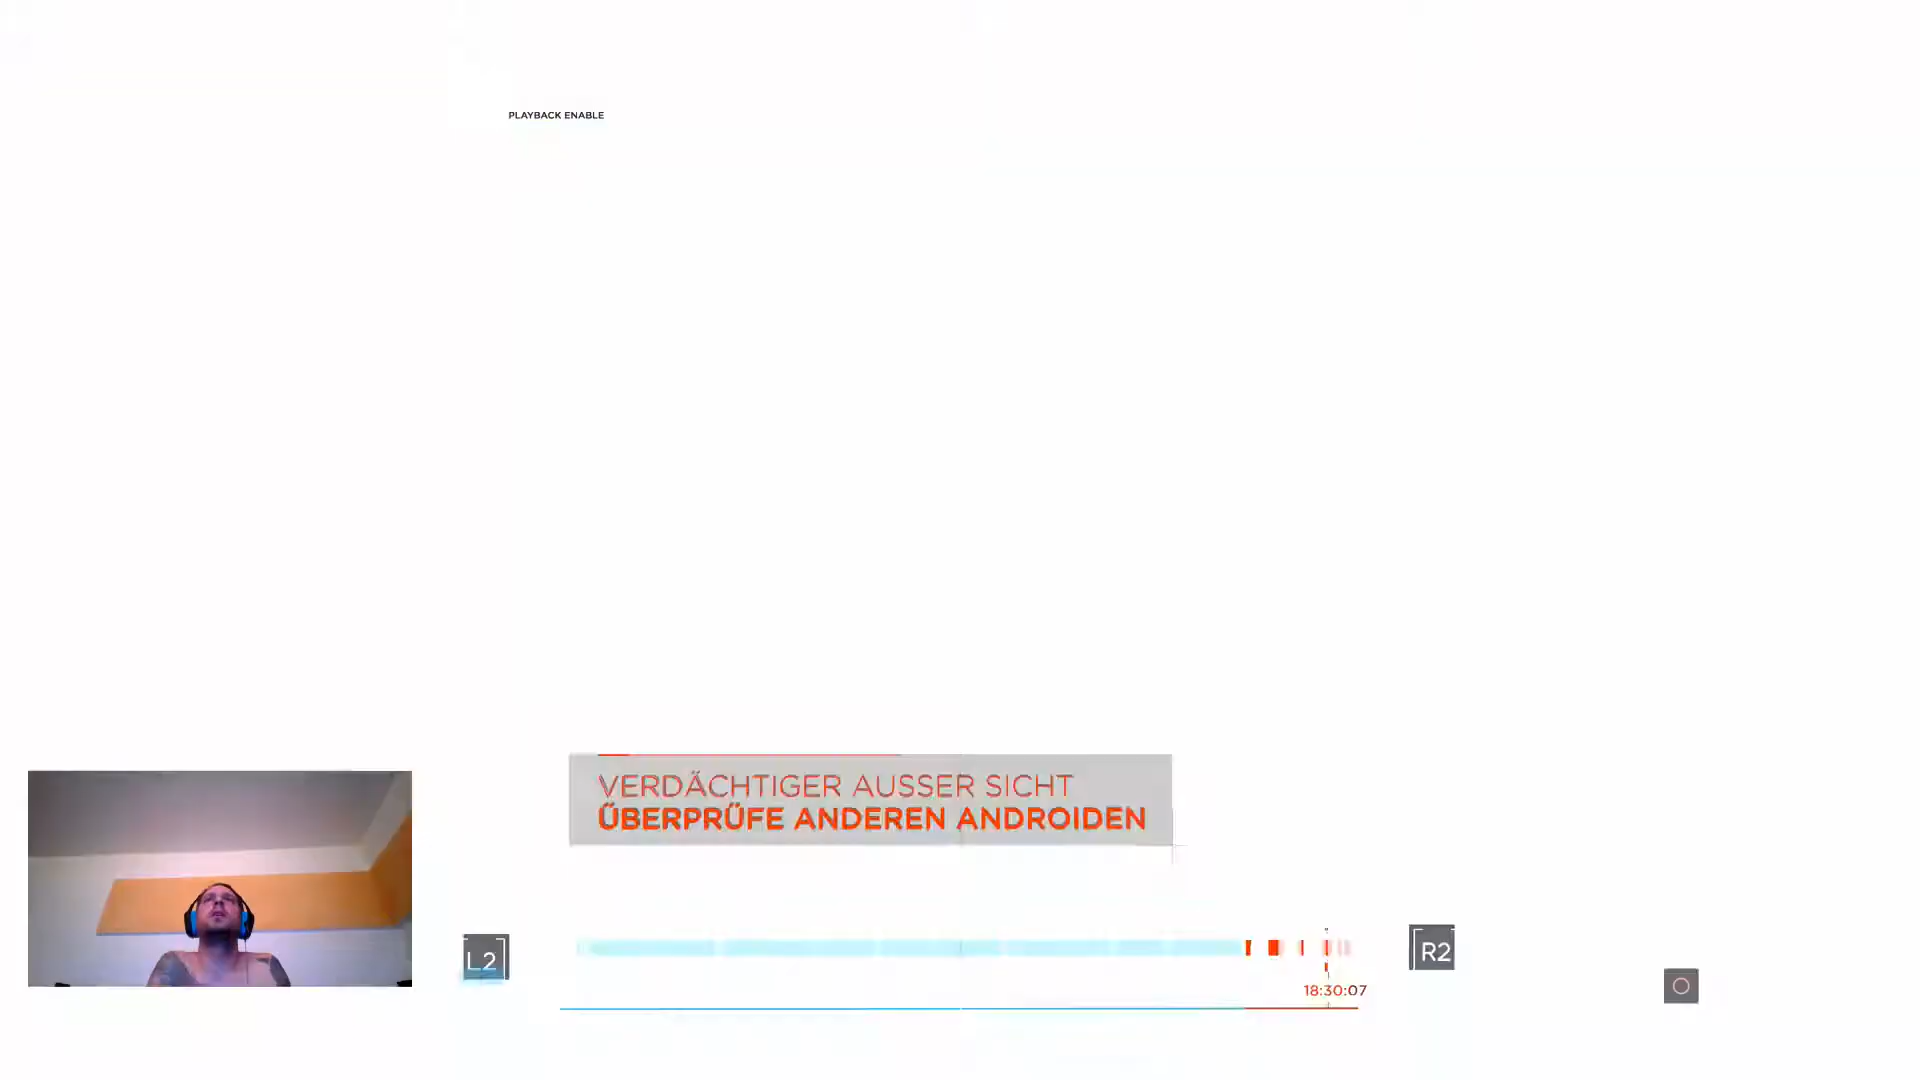 PLAYBACK ENABLE
VERDÄCHTIGER AUSSER SICHT
ÜBERPRÜFE ANDEREN ANDROIDEN
L2
R2
18:30:07